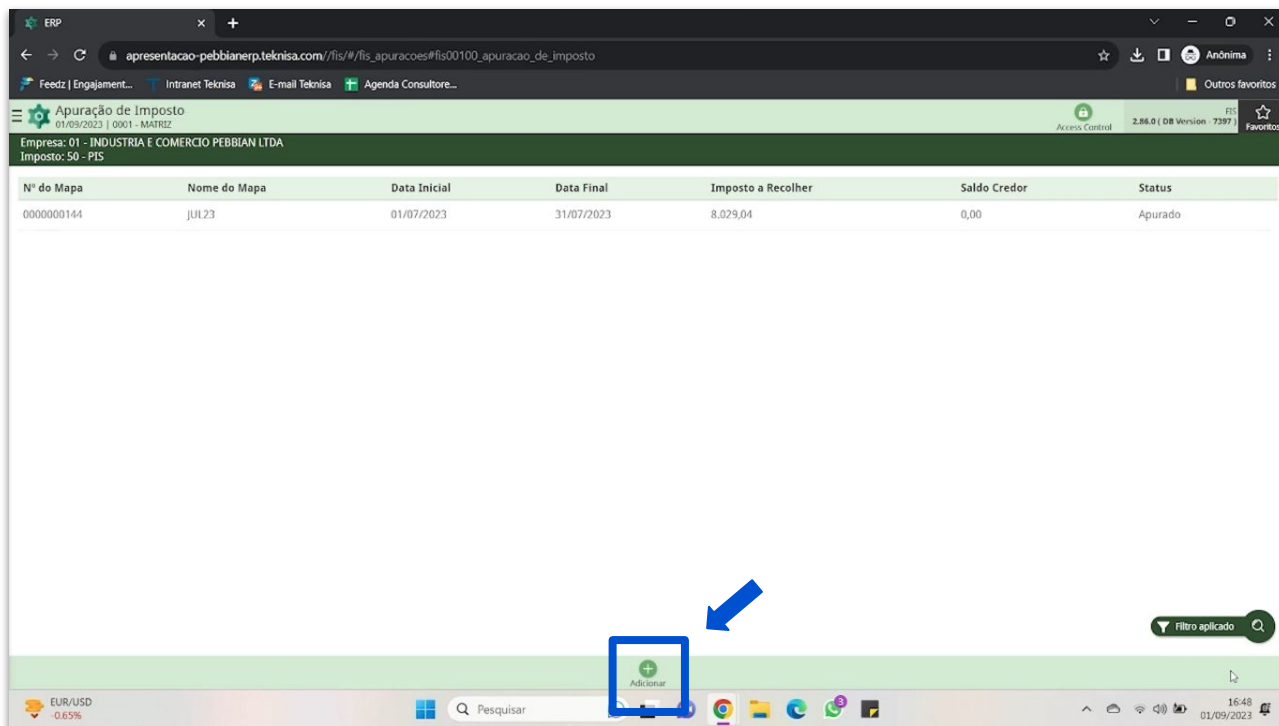 ERP
apresentacao-pebbianerp.teknisa.com//fis/#/fis_apuracoes#fis00100_apuracao_de_imposto
Anônima
Feedz | Engajament...
Intranet Teknisa
E-mail Teknisa
Agenda Consultore...
Outros favoritos
Apuração de Imposto
01/09/2023 | 0001 - MATRIZ
Access Control
FIS
2.86.0 ( DB Version - 7397 )
Favoritos
Empresa: 01 - INDUSTRIA E COMERCIO PEBBIAN LTDA
Imposto: 50 - PIS
Nº do Mapa Nome do Mapa Data Inicial Data Final Imposto a Recolher Saldo Credor Status
0000000144 jUL23 01/07/2023 31/07/2023 8.029,04 0,00 Apurado
Filtro aplicado
Adicionar
EUR/USD
-0.65%
Pesquisar
3
16:48
01/09/2023